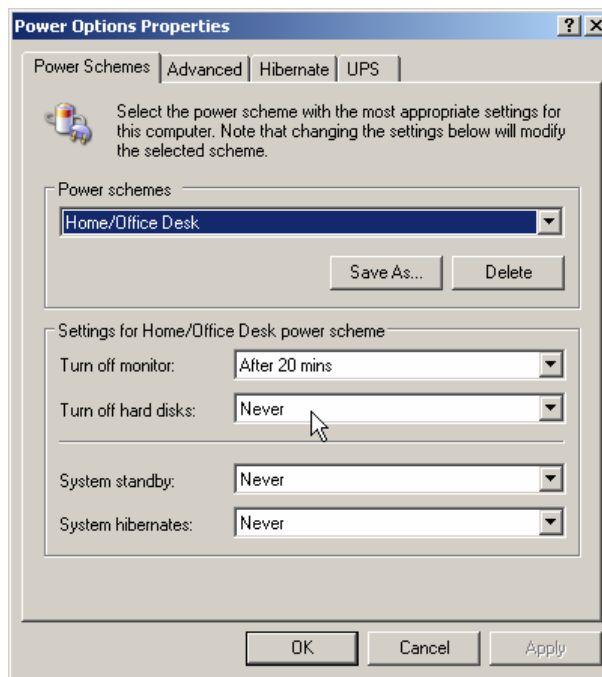 Power Options Properties
Power Schemes Advanced Hibernate UPS
Select the power scheme with the most appropriate settings for
this computer. Note that changing the settings below will modify
the selected scheme.
Power schemes
Home/Office Desk
Save As... Delete
Settings for Home/Office Desk power scheme
Turn off monitor: After 20 mins
Turn off hard disks: Never
System standby: Never
System hibernates: Never
OK Cancel Apply